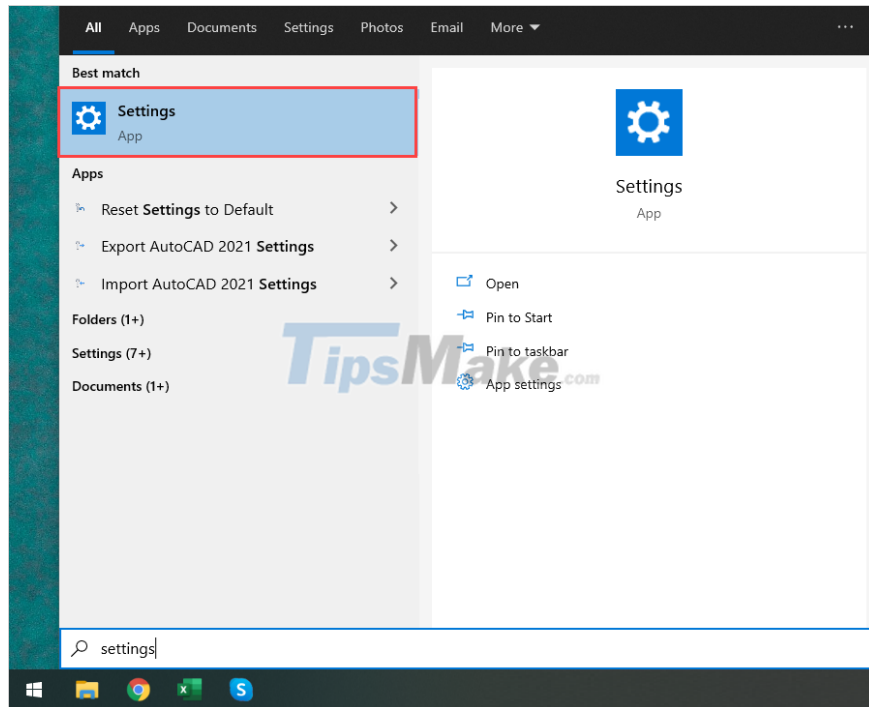 All Apps Documents Settings Photos Email More
Best match
Settings
App
Apps
Reset Settings to Default
Export AutoCAD 2021 Settings
Import AutoCAD 2021 Settings
Folders (1+)
Settings (7+)
Documents (1+)
Settings
App
Open
Pin to Start
Pin to taskbar
App settings
TipsMake.com
settings